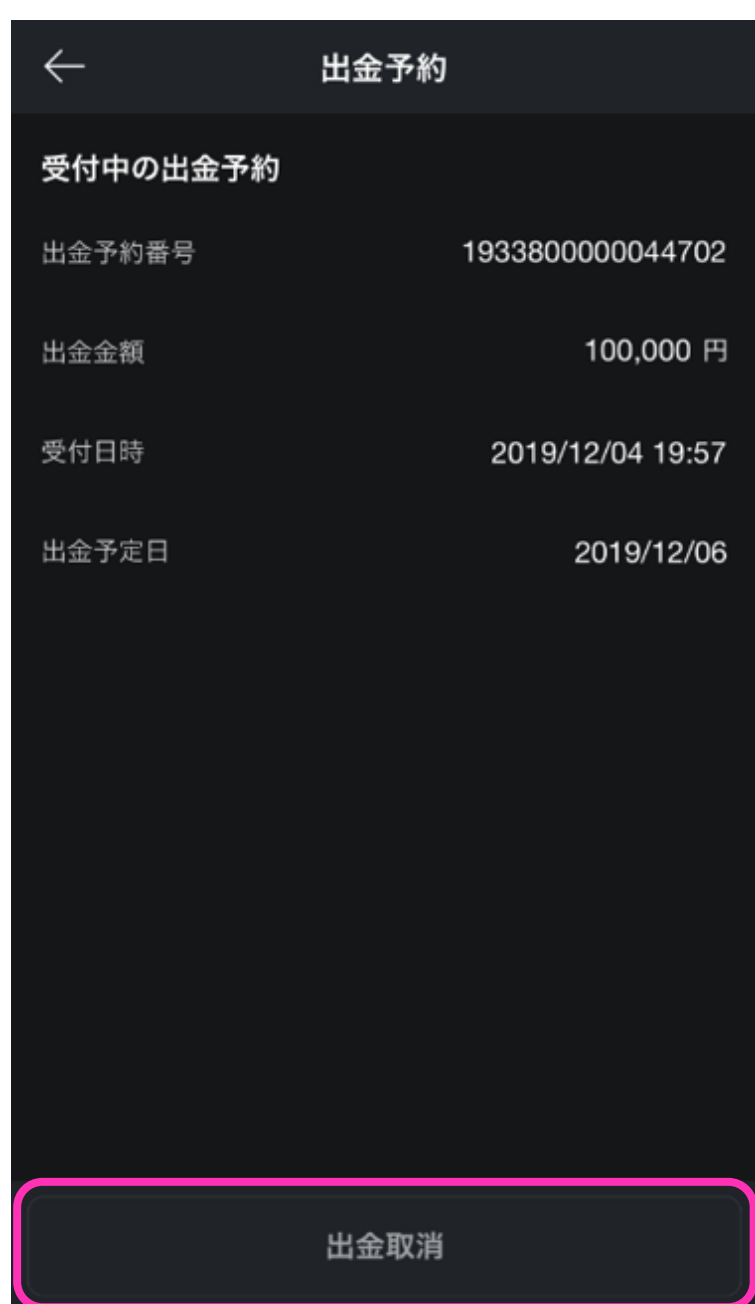 出金予約
受付中の出金予約
出金予約番号 1933800000044702
出金金額 100,000 円
受付日時 2019/12/04 19:57
出金予定日 2019/12/06
出金取消